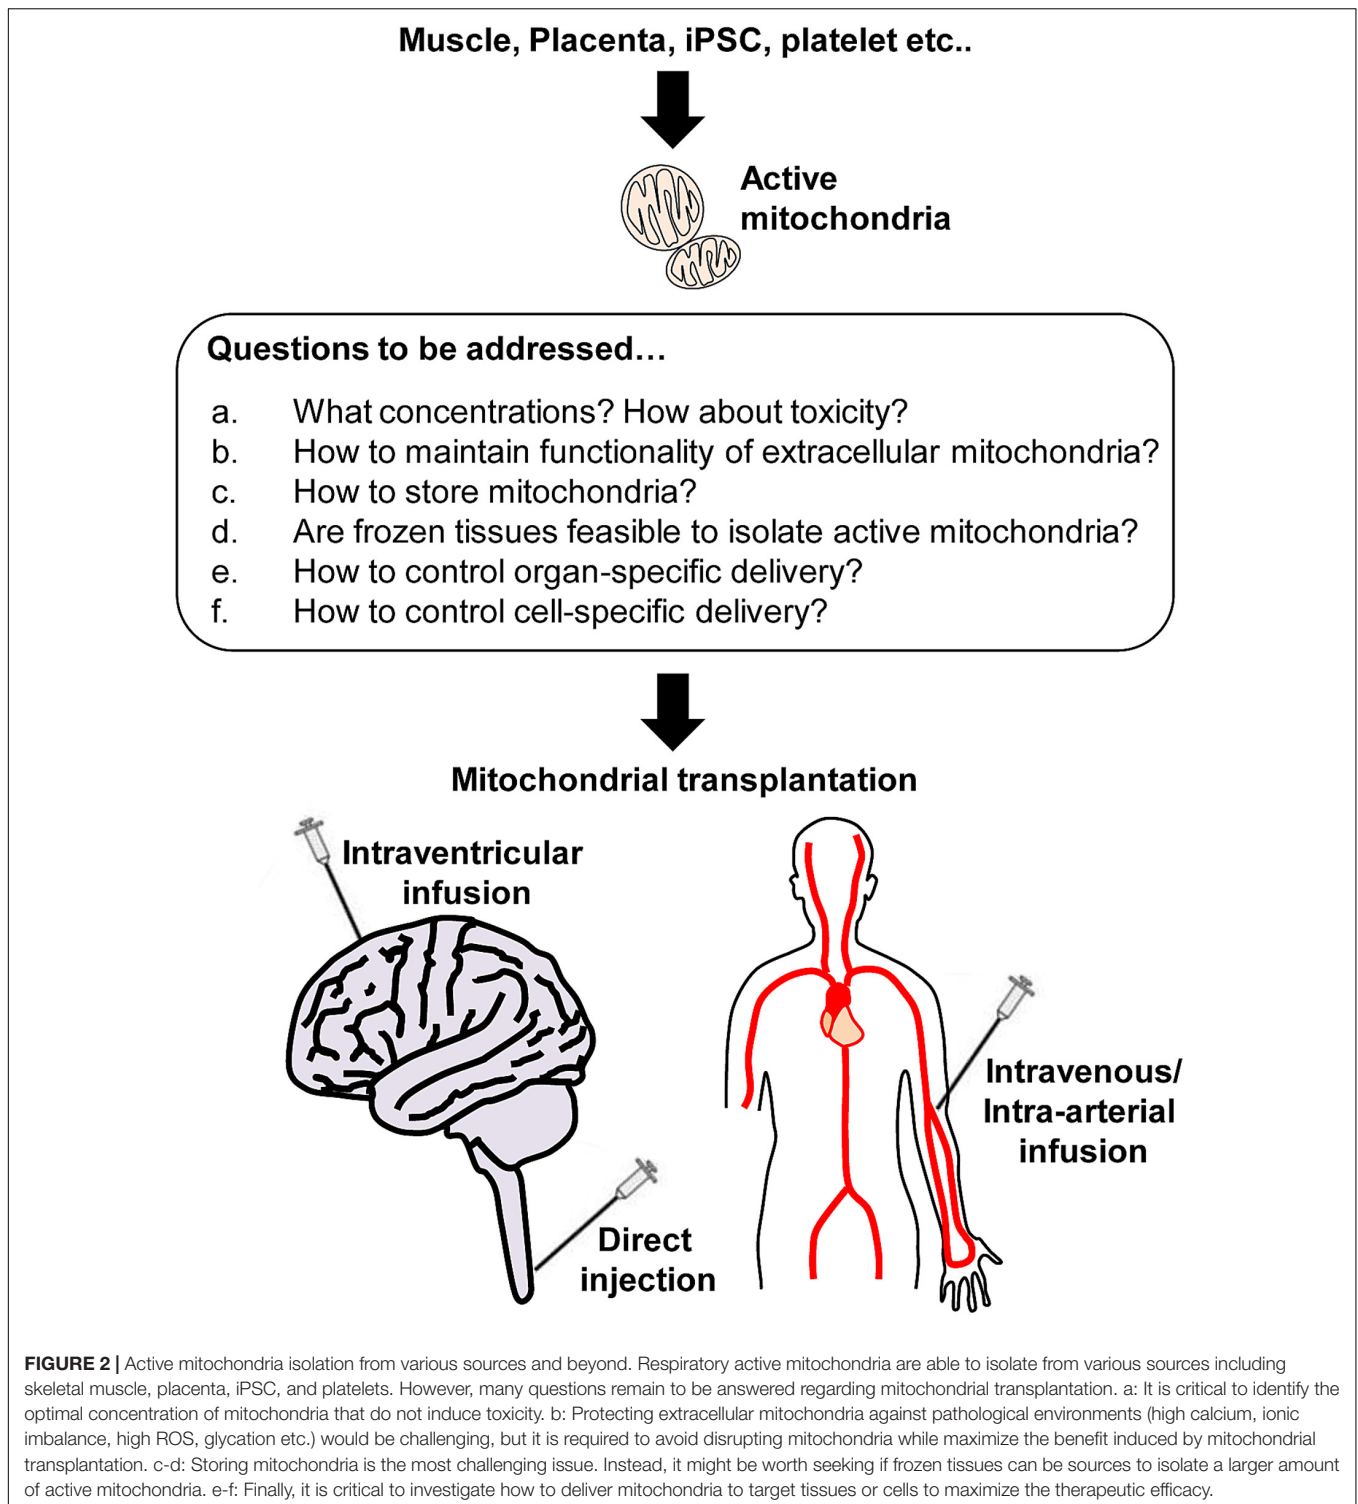 Muscle, Placenta, iPSC, platelet etc..
Active
mitochondria
Questions to be addressed...
a. What concentrations? How about toxicity?
b. How to maintain functionality of extracellular mitochondria?
c. How to store mitochondria?
d. Are frozen tissues feasible to isolate active mitochondria?
e. How to control organ-specific delivery?
f. How to control cell-specific delivery?
Mitochondrial transplantation
Intraventricular
infusion
Intravenous/
Intra-arterial
infusion
Direct
injection
FIGURE 2 | Active mitochondria isolation from various sources and beyond. Respiratory active mitochondria are able to isolate from various sources including
skeletal muscle, placenta, iPSC, and platelets. However, many questions remain to be answered regarding mitochondrial transplantation. a: It is critical to identify the
optimal concentration of mitochondria that do not induce toxicity. b: Protecting extracellular mitochondria against pathological environments (high calcium, ionic
imbalance, high ROS, glycation etc.) would be challenging, but it is required to avoid disrupting mitochondria while maximize the benefit induced by mitochondrial
transplantation. c-d: Storing mitochondria is the most challenging issue. Instead, it might be worth seeking if frozen tissues can be sources to isolate a larger amount
of active mitochondria. e-f: Finally, it is critical to investigate how to deliver mitochondria to target tissues or cells to maximize the therapeutic efficacy.